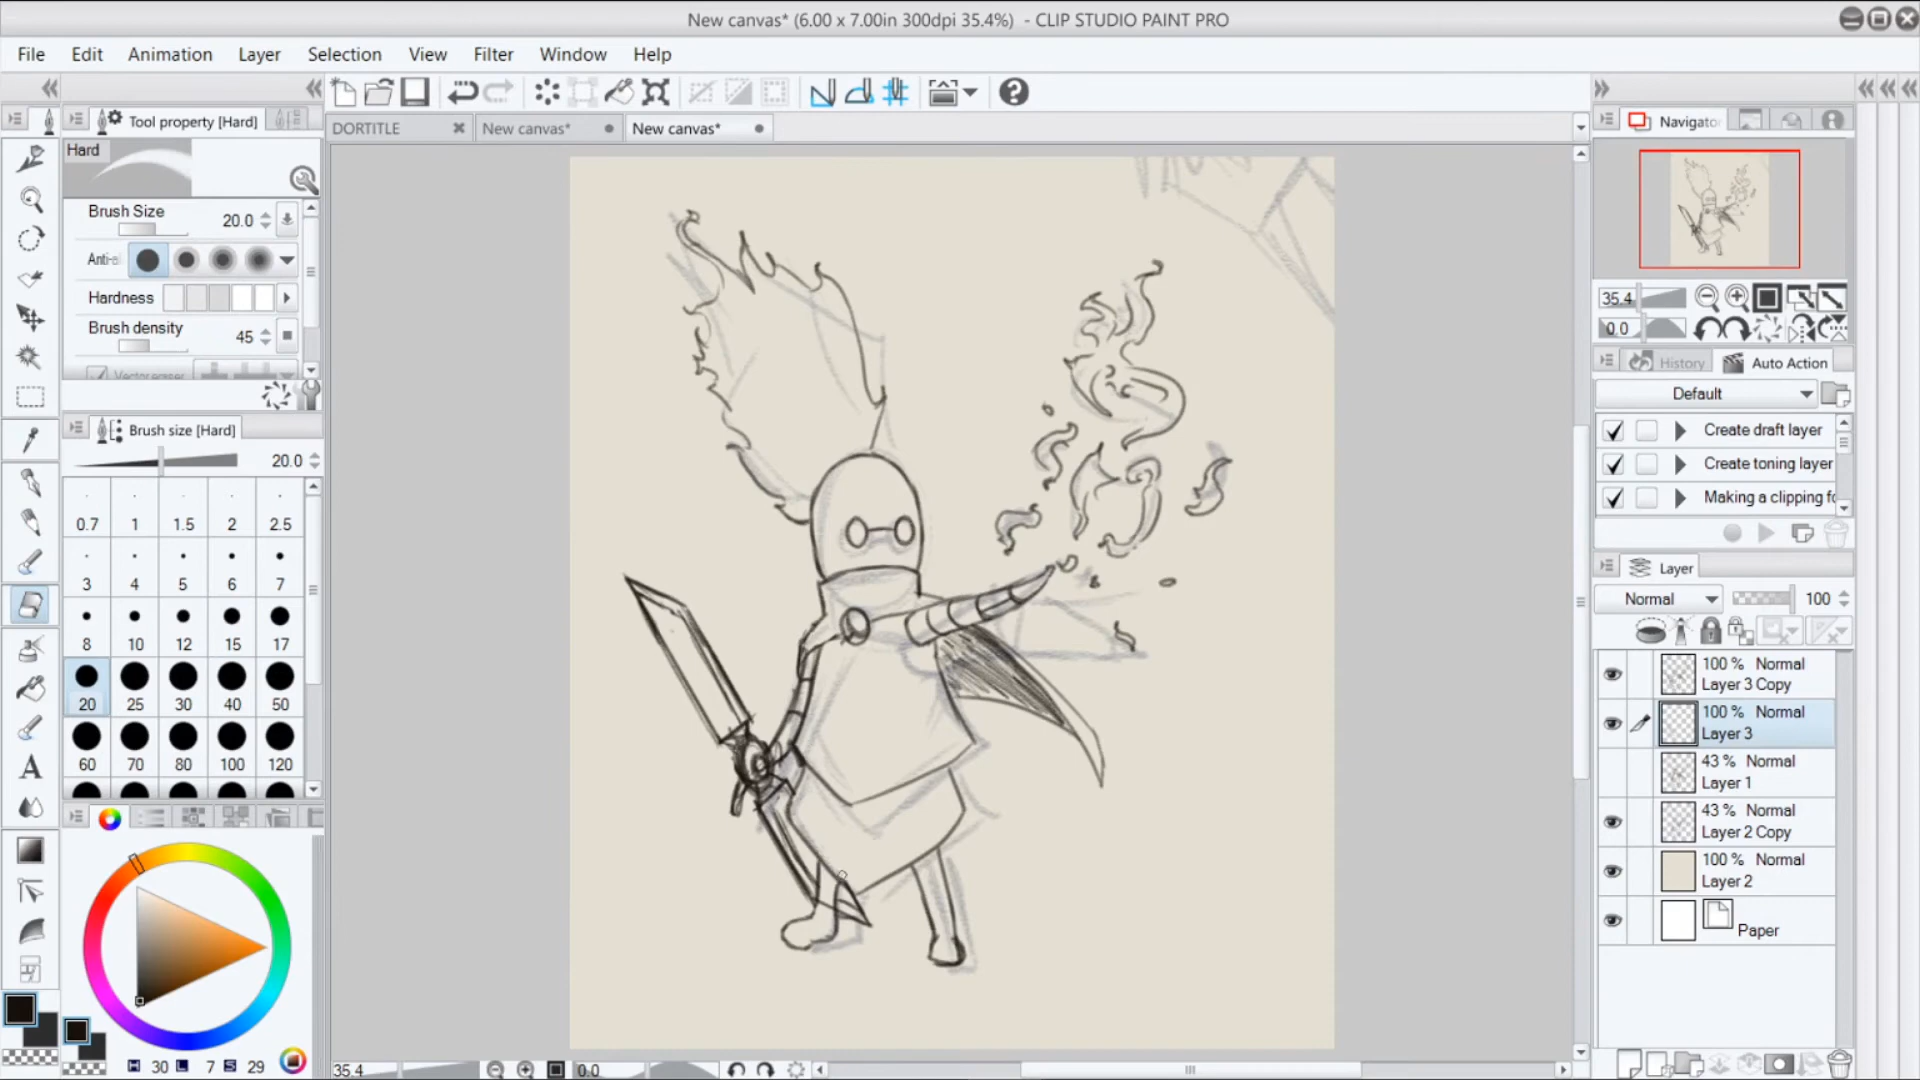 New canvas* (6.00 x 7.00in 300dpi 35.4%) - CLIP STUDIO PAINT PRO
File Edit Animation Layer Selection View Filter Window Help
Tool property [Hard]
DORTITLE New canvas* New canvas*
Navigator
Hard
Brush Size 20.0
Anti-a
Hardness
Brush density 45
Vector eraser
Brush size [Hard]
20.0
0.7 1 1.5 2 2.5
3 4 5 6 7
8 10 12 15 17
20 25 30 40 50
60 70 80 100 120
H 30 L 7 S 29
35.4 0.0
35.4
0.0
History Auto Action
Default
Create draft layer
Create toning layer
Making a clipping fo
Layer
Normal 100
100 % Normal
Layer 3 Copy
100 % Normal
Layer 3
43 % Normal
Layer 1
43 % Normal
Layer 2 Copy
100 % Normal
Layer 2
Paper